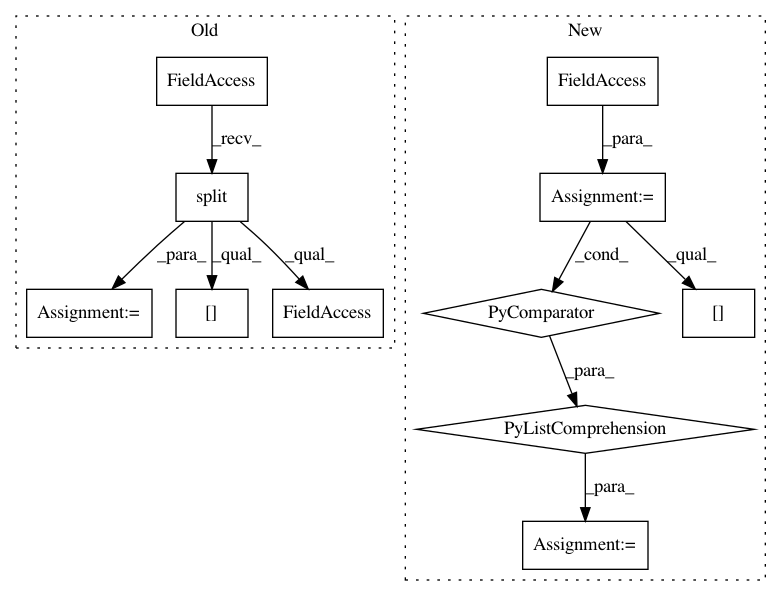 Old
New
FieldAccess
FieldAccess
_recv_
_para_
split
Assignment:=
_para_
_qual_
_qual_
_cond_
_qual_
Assignment:=
[]
FieldAccess
PyComparator
[]
_para_
PyListComprehension
_para_
Assignment:=